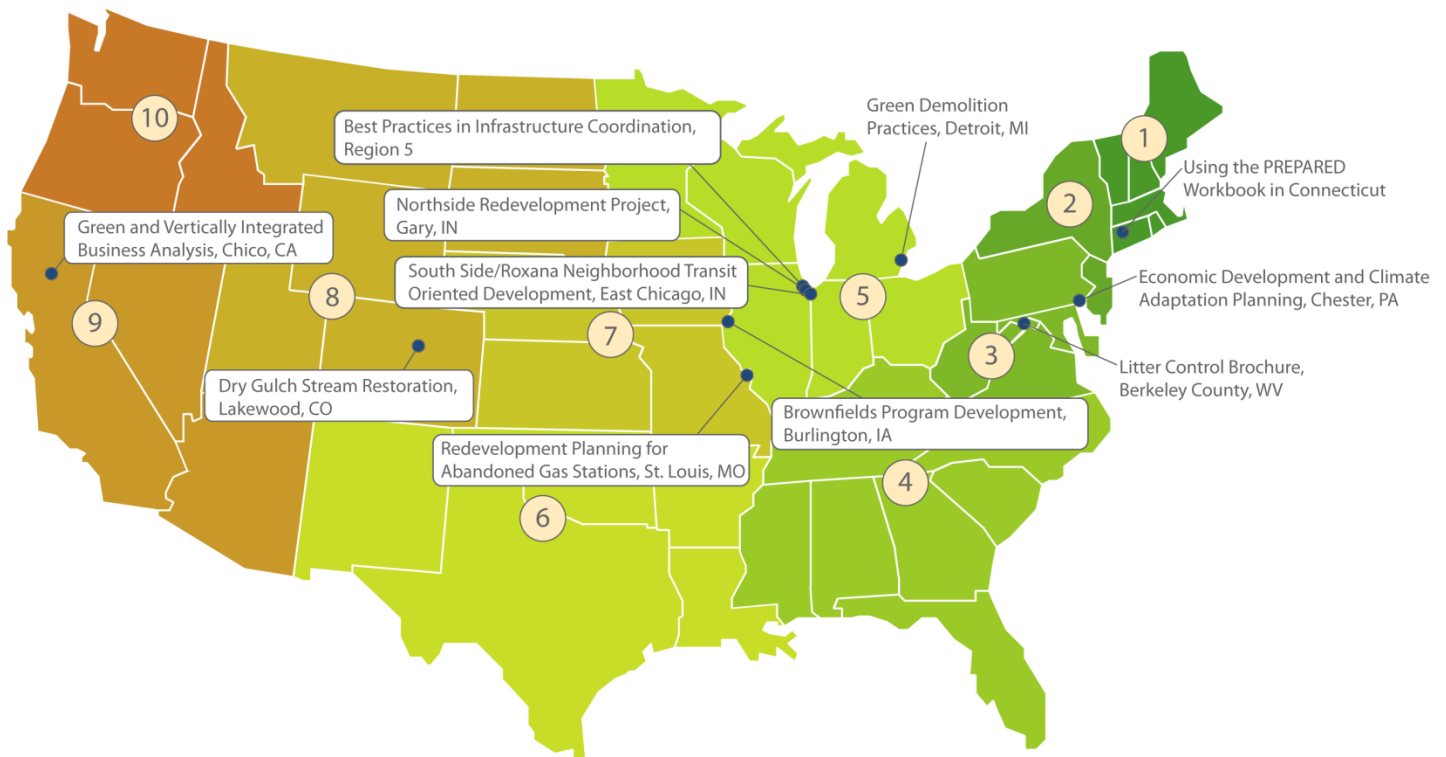 Green Demolition
Practices, Detroit, MI
10
Best Practices in Infrastructure Coordination,
Region 5
1
Using the PREPARED
Workbook in Connecticut
Northside Redevelopment Project,
Gary, IN
2
Green and Vertically Integrated
Business Analysis, Chico, CA
South Side/Roxana Neighborhood Transit
Oriented Development, East Chicago, IN
Economic Development and Climate
Adaptation Planning, Chester, PA
8
5
9
7
3
Litter Control Brochure,
Berkeley County, WV
Dry Gulch Stream Restoration,
Lakewood, CO
Brownfields Program Development,
Burlington, IA
Redevelopment Planning for
Abandoned Gas Stations, St. Louis, MO
4
6